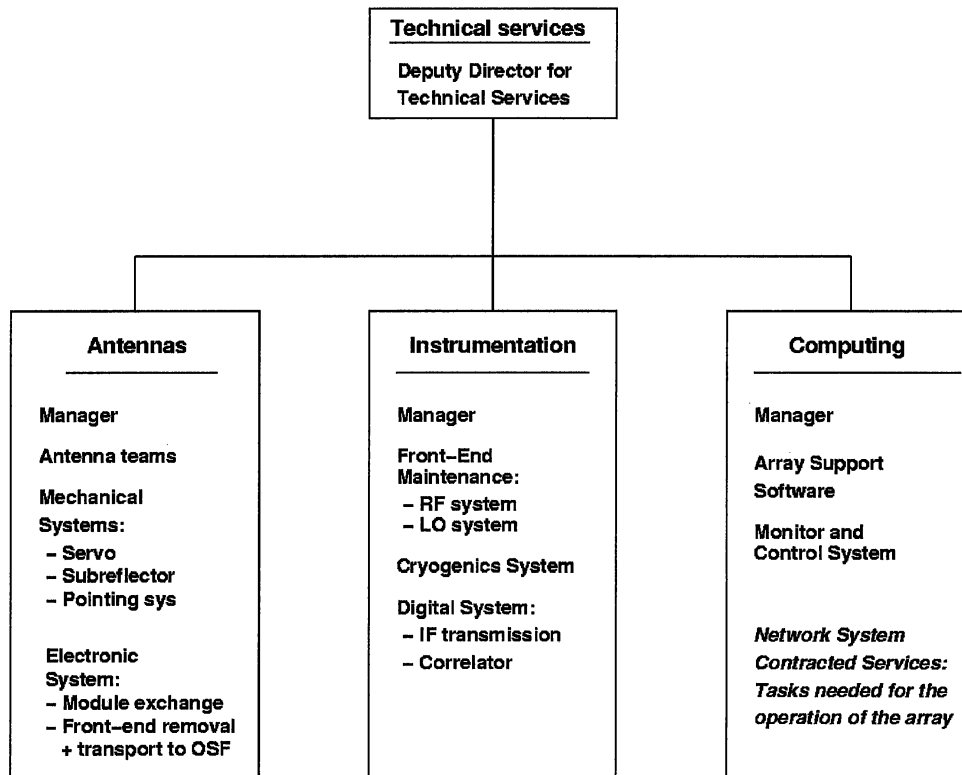 Technical services
Deputy Director for
Technical Services
Antennas
Manager
Antenna teams
Mechanical
Systems:
– Servo
– Subreflector
– Pointing sys
Electronic
System:
– Module exchange
– Front–end removal
+ transport to OSF
Instrumentation
Manager
Front–End
Maintenance:
– RF system
– LO system
Cryogenics System
Digital System:
– IF transmission
– Correlator
Computing
Manager
Array Support
Software
Monitor and
Control System
Network System
Contracted Services:
Tasks needed for the
operation of the array